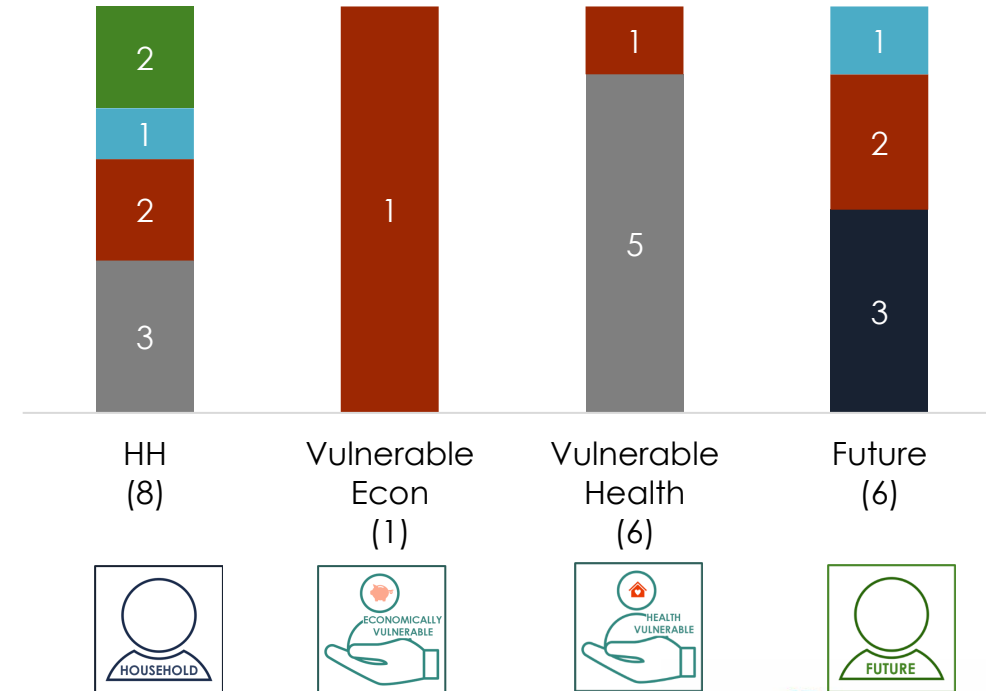 2
1
2
3
1
1
5
1
2
3
HH
(8)
Vulnerable
Econ
(1)
Vulnerable
Health
(6)
Future
(6)
HOUSEHOLD
ECONOMICALLY
VULNERABLE
HEALTH
VULNERABLE
FUTURE